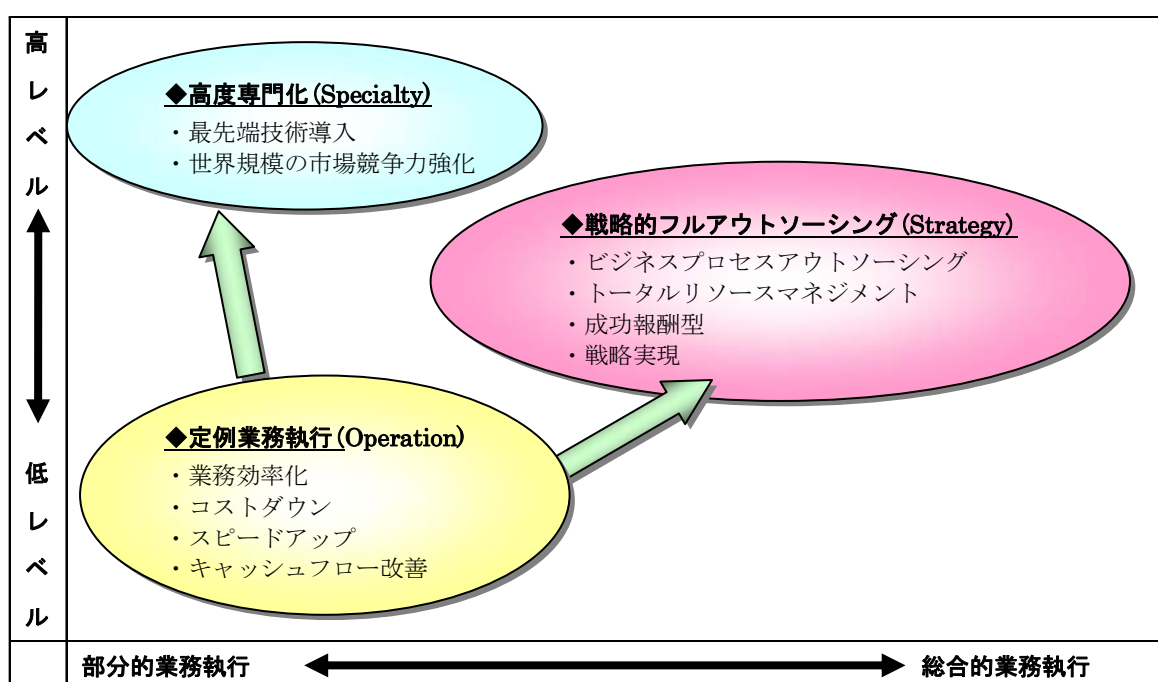 高レベル
◆高度専門化(Specialty)
・最先端技術導入
・世界規模の市場競争力強化
◆戦略的フルアウトソーシング(Strategy)
・ビジネスプロセスアウトソーシング
・トータルリソースマネジメント
・成功報酬型
・戦略実現
◆定例業務執行(Operation)
・業務効率化
・コストダウン
・スピードアップ
・キャッシュフロー改善
低レベル
部分的業務執行
総合的業務執行